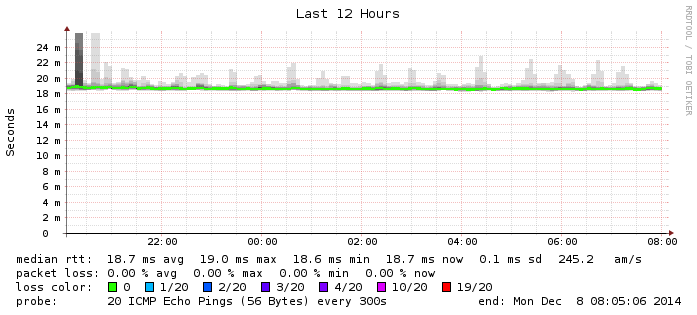 Last 12 Hours
RRDTOOL / TOBI OETIKER
Seconds
24 m
22 m
20 m
18 m
16 m
14 m
12 m
10 m
8 m
6 m
4 m
2 m
0
22:00 00:00 02:00 04:00 06:00 08:00
median rtt: 18.7 ms avg 19.0 ms max 18.6 ms min 18.7 ms now 0.1 ms sd 245.2 am/s
packet loss: 0.00 % avg 0.00 % max 0.00 % min 0.00 % now
loss color: 0 1/20 2/20 3/20 4/20 10/20 19/20
probe: 20 ICMP Echo Pings (56 Bytes) every 300s end: Mon Dec 8 08:05:06 2014